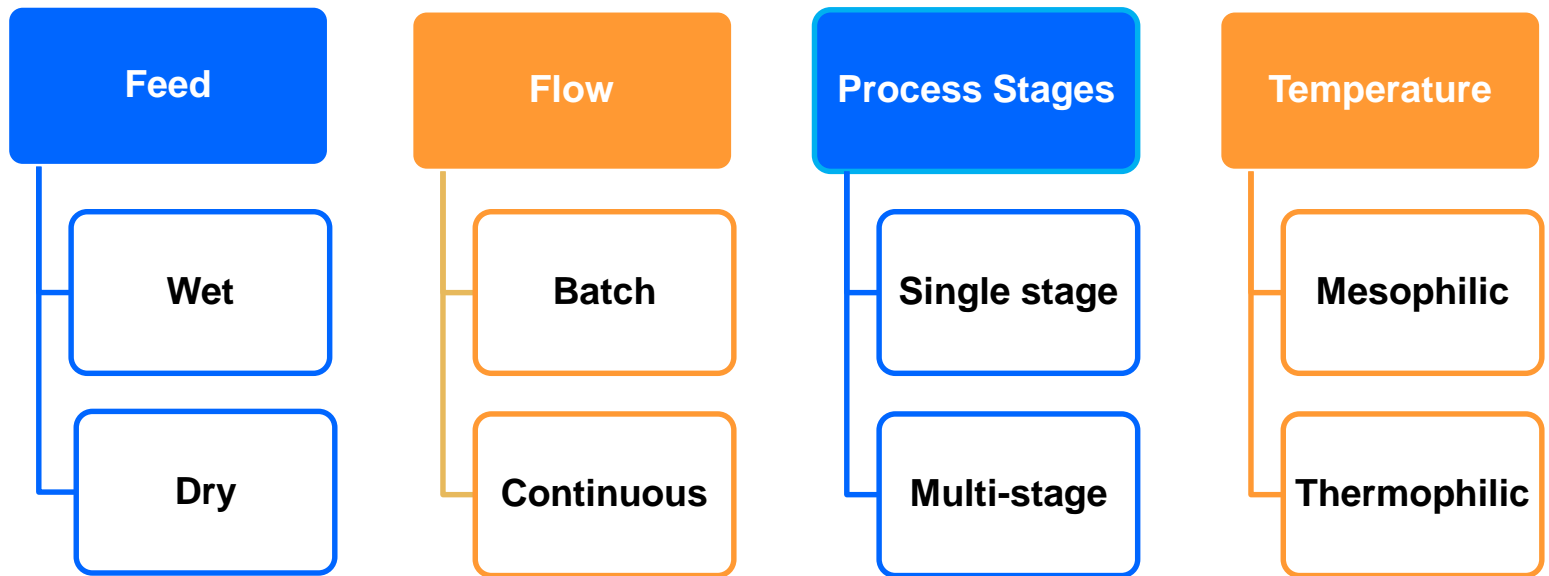 Feed
Wet
Dry
Flow
Batch
Continuous
Process Stages
Single stage
Multi-stage
Temperature
Mesophilic
Thermophilic